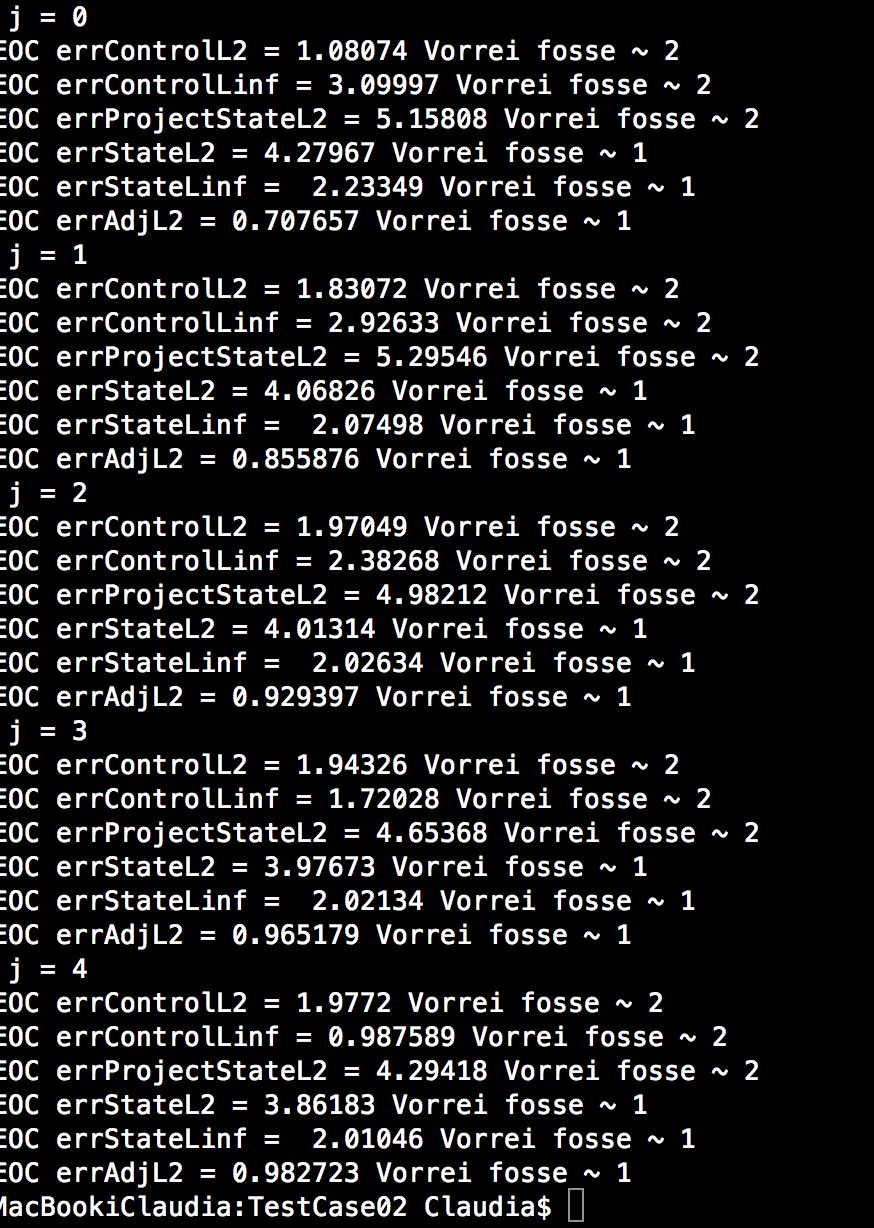 j = 0
EOC errControlL2 = 1.08074 Vorrei fosse ~ 2
EOC errControlLinf = 3.09997 Vorrei fosse ~ 2
EOC errProjectStateL2 = 5.15808 Vorrei fosse ~ 2
EOC errStateL2 = 4.27967 Vorrei fosse ~ 1
EOC errStateLinf =  2.23349 Vorrei fosse ~ 1
EOC errAdjL2 = 0.707657 Vorrei fosse ~ 1
j = 1
EOC errControlL2 = 1.83072 Vorrei fosse ~ 2
EOC errControlLinf = 2.92633 Vorrei fosse ~ 2
EOC errProjectStateL2 = 5.29546 Vorrei fosse ~ 2
EOC errStateL2 = 4.06826 Vorrei fosse ~ 1
EOC errStateLinf =  2.07498 Vorrei fosse ~ 1
EOC errAdjL2 = 0.855876 Vorrei fosse ~ 1
j = 2
EOC errControlL2 = 1.97049 Vorrei fosse ~ 2
EOC errControlLinf = 2.38268 Vorrei fosse ~ 2
EOC errProjectStateL2 = 4.98212 Vorrei fosse ~ 2
EOC errStateL2 = 4.01314 Vorrei fosse ~ 1
EOC errStateLinf =  2.02634 Vorrei fosse ~ 1
EOC errAdjL2 = 0.929397 Vorrei fosse ~ 1
j = 3
EOC errControlL2 = 1.94326 Vorrei fosse ~ 2
EOC errControlLinf = 1.72028 Vorrei fosse ~ 2
EOC errProjectStateL2 = 4.65368 Vorrei fosse ~ 2
EOC errStateL2 = 3.97673 Vorrei fosse ~ 1
EOC errStateLinf =  2.02134 Vorrei fosse ~ 1
EOC errAdjL2 = 0.965179 Vorrei fosse ~ 1
j = 4
EOC errControlL2 = 1.9772 Vorrei fosse ~ 2
EOC errControlLinf = 0.987589 Vorrei fosse ~ 2
EOC errProjectStateL2 = 4.29418 Vorrei fosse ~ 2
EOC errStateL2 = 3.86183 Vorrei fosse ~ 1
EOC errStateLinf =  2.01046 Vorrei fosse ~ 1
EOC errAdjL2 = 0.982723 Vorrei fosse ~ 1
MacBookiClaudia:TestCase02 Claudia$